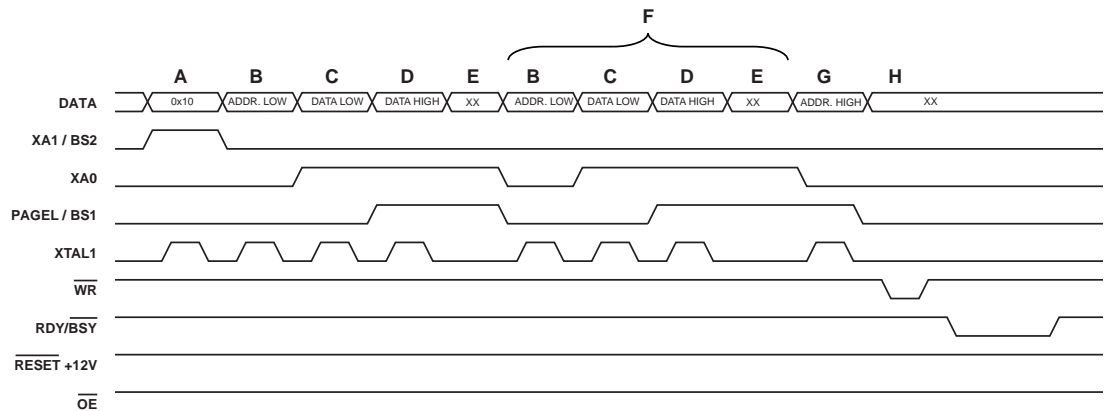 F
A B C D E B C D E G H
DATA 0x10 ADDR. LOW DATA LOW DATA HIGH XX ADDR. LOW DATA LOW DATA HIGH XX ADDR. HIGH XX
XA1 / BS2
XA0
PAGEL / BS1
XTAL1
WR
RDY/BSY
RESET +12V
OE